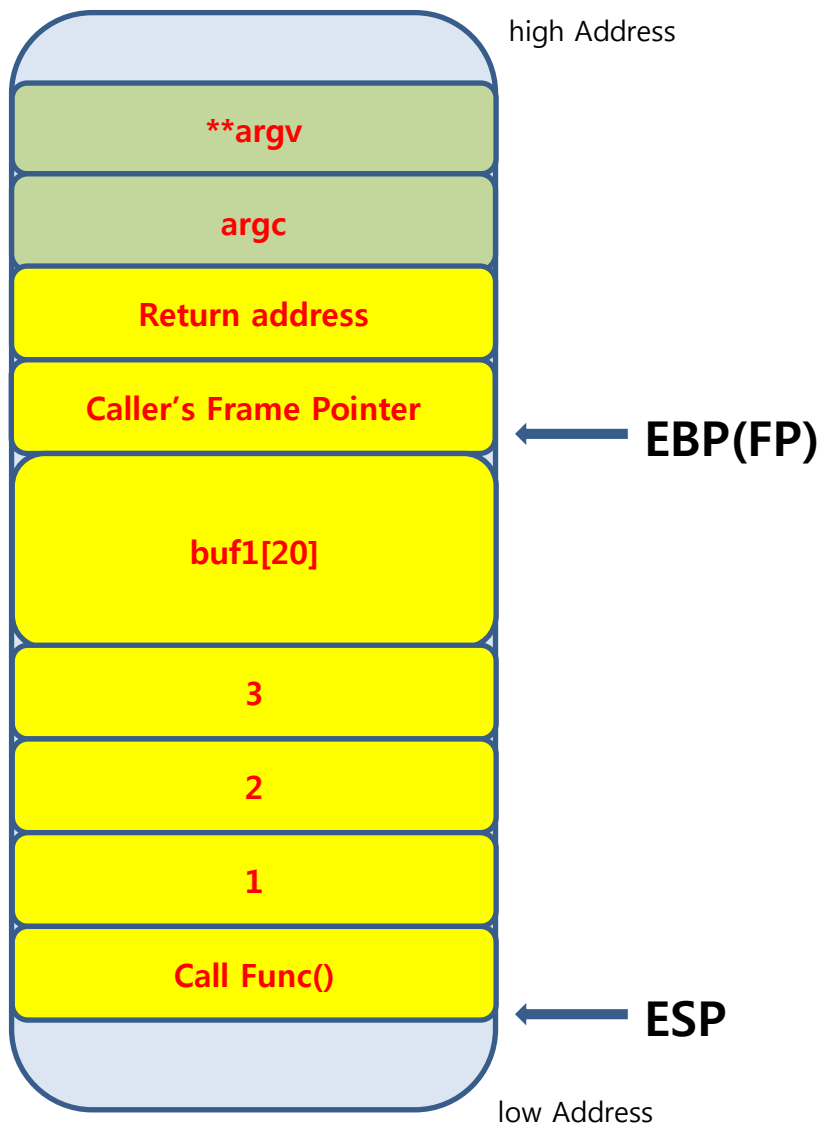 high Address
**argv
argc
Return address
Caller’s Frame Pointer
EBP(FP)
buf1[20]
3
2
1
Call Func()
ESP
low Address